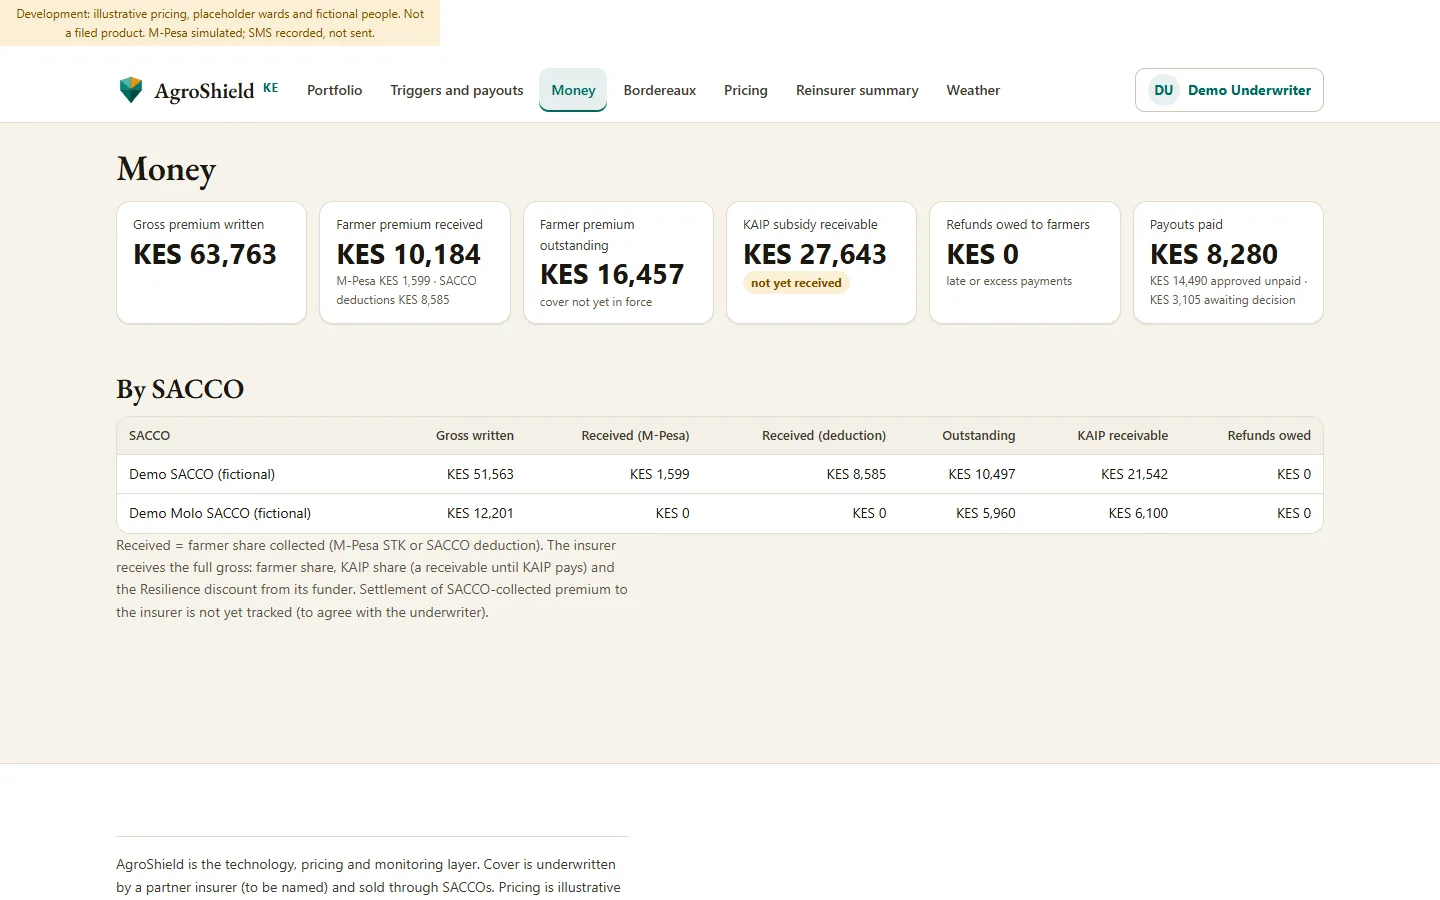 Development: illustrative pricing, placeholder wards and fictional people. Not
a filed product. M-Pesa simulated; SMS recorded, not sent.
AgroShield KE
Portfolio
Triggers and payouts
Money
Bordereaux
Pricing
Reinsurer summary
Weather
DU Demo Underwriter
Money
Gross premium written
KES 63,763
Farmer premium received
KES 10,184
M-Pesa KES 1,599 · SACCO
deductions KES 8,585
Farmer premium
outstanding
KES 16,457
cover not yet in force
KAIP subsidy receivable
KES 27,643
not yet received
Refunds owed to farmers
KES 0
late or excess payments
Payouts paid
KES 8,280
KES 14,490 approved unpaid ·
KES 3,105 awaiting decision
By SACCO
SACCO Gross written Received (M-Pesa) Received (deduction) Outstanding KAIP receivable Refunds owed
Demo SACCO (fictional) KES 51,563 KES 1,599 KES 8,585 KES 10,497 KES 21,542 KES 0
Demo Molo SACCO (fictional) KES 12,201 KES 0 KES 0 KES 5,960 KES 6,100 KES 0
Received = farmer share collected (M-Pesa STK or SACCO deduction). The insurer
receives the full gross: farmer share, KAIP share (a receivable until KAIP pays) and
the Resilience discount from its funder. Settlement of SACCO-collected premium to
the insurer is not yet tracked (to agree with the underwriter).
AgroShield is the technology, pricing and monitoring layer. Cover is underwritten
by a partner insurer (to be named) and sold through SACCOs. Pricing is illustrative